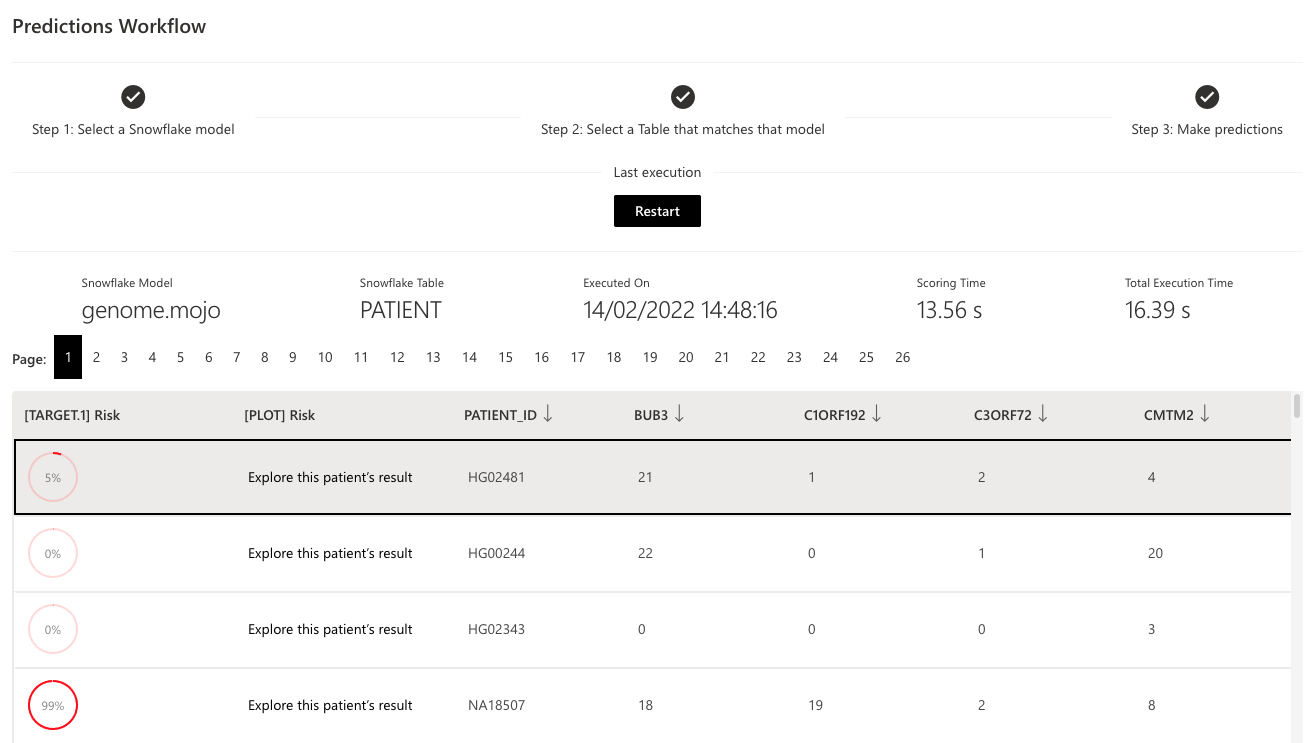 Predictions Workflow
Step 1: Select a Snowflake model
Step 2: Select a Table that matches that model
Step 3: Make predictions
Last execution
Restart
Snowflake Model
genome.mojo
Snowflake Table
PATIENT
Executed On
14/02/2022 14:48:16
Scoring Time
13.56 s
Total Execution Time
16.39 s
Page: 1 2 3 4 5 6 7 8 9 10 11 12 13 14 15 16 17 18 19 20 21 22 23 24 25 26
[TARGET.1] Risk [PLOT] Risk PATIENT_ID BUB3 C1ORF192 C3ORF72 CMTM2
5% Explore this patient’s result HG02481 21 1 2 4
0% Explore this patient’s result HG00244 22 0 1 20
0% Explore this patient’s result HG02343 0 0 0 3
99% Explore this patient’s result NA18507 18 19 2 8